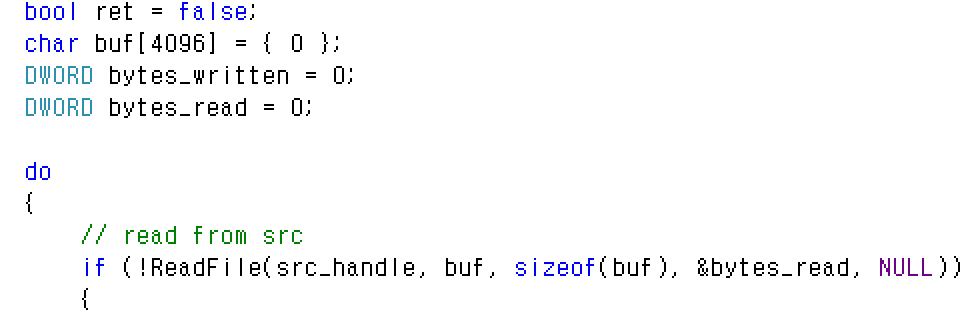 bool ret = false;
char buf[4096] = { 0 };
DWORD bytes_written = 0;
DWORD bytes_read = 0;
do
{
// read from src
if (!ReadFile(src_handle, buf, sizeof(buf), &bytes_read, NULL))
{